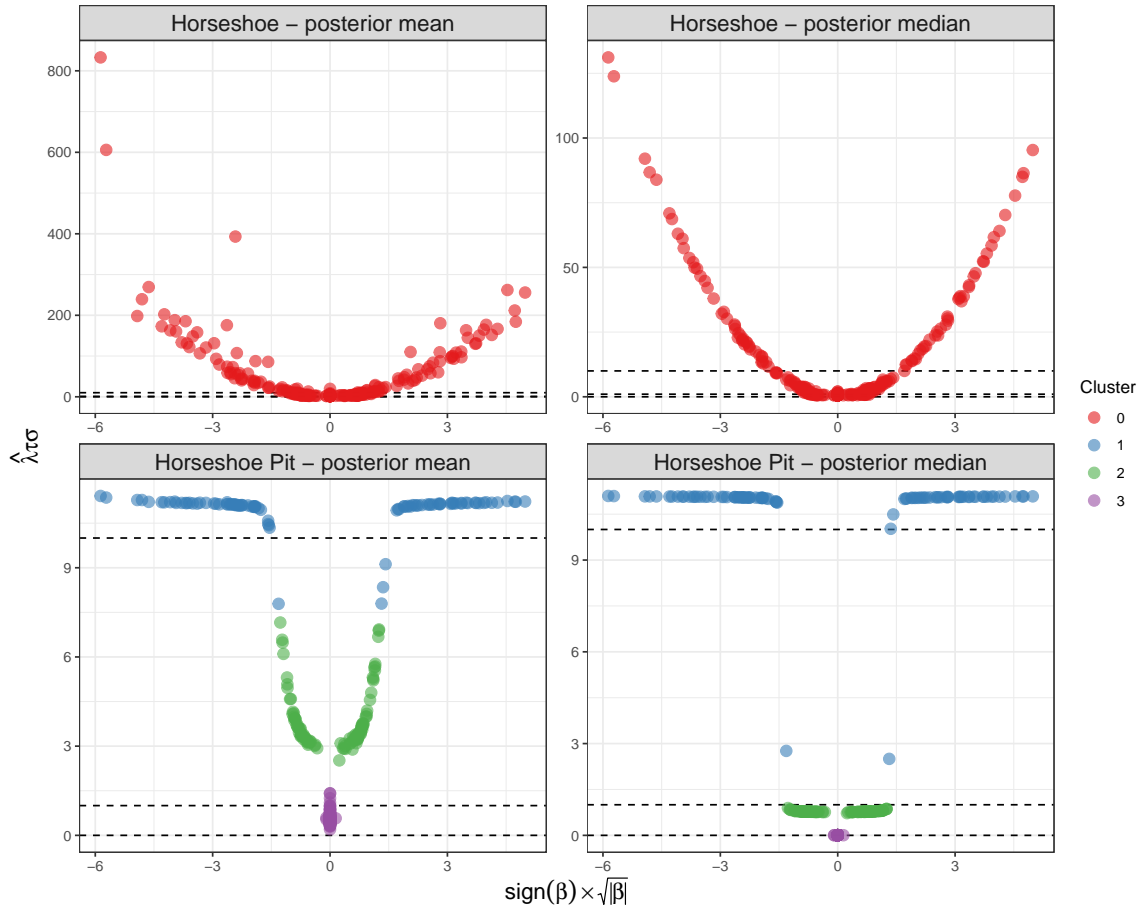 Horseshoe − posterior mean
Horseshoe − posterior median
800
600
400
200
0
100
50
0
−6 −3 0 3
−6 −3 0 3
Horseshoe Pit − posterior mean
Horseshoe Pit − posterior median
9
6
3
0
9
6
3
0
−6 −3 0 3
−6 −3 0 3
λ̂τσ
sign(β)×√|β|
Cluster
0
1
2
3